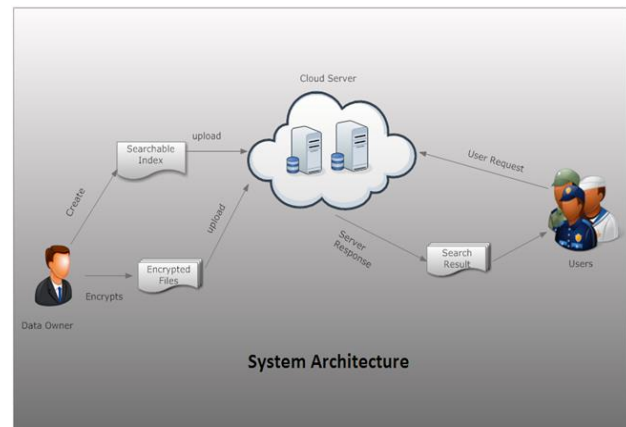 Cloud Server
upload
Searchable
Index
User Request
Create
upload
Server
Response
Search
Result
Encrypted
Files
Users
Encrypts
Data Owner
System Architecture